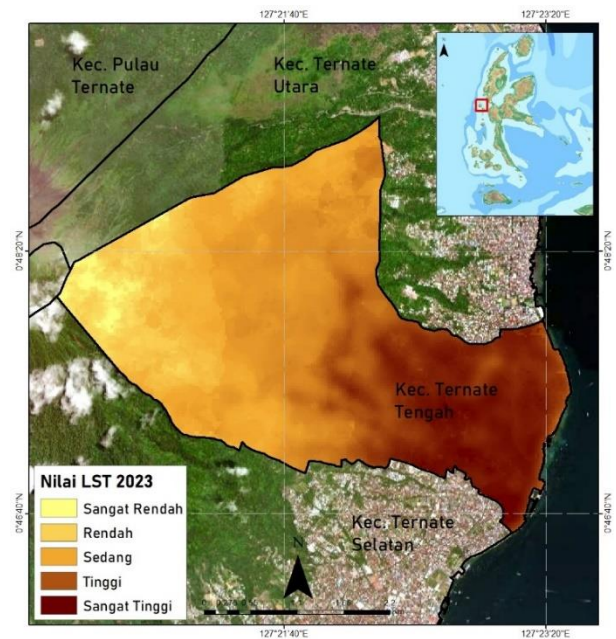 127°21'40"E
127°23'20"E
Kec. Pulau
Ternate
Kec. Ternate
Utara
0°48'20"N
0°48'20"N
Kec. Ternate
Tengah
Nilai LST 2023
Sangat Rendah
Rendah
Sedang
Tinggi
Sangat Tinggi
Kec. Ternate
Selatan
0°46'40"N
0°46'40"N
N
127°21'40"E
127°23'20"E